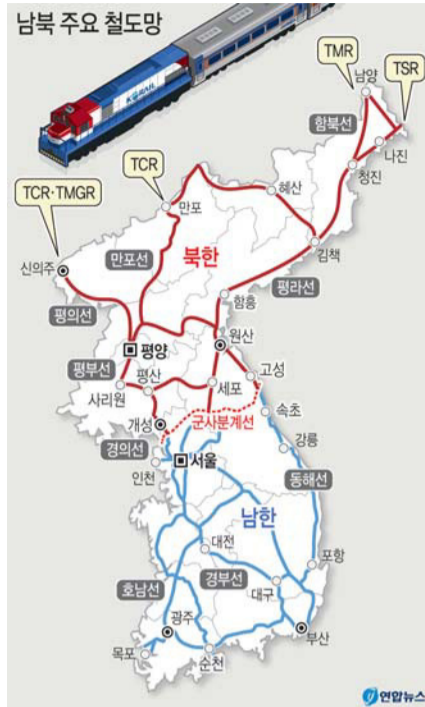 남북 주요 철도망
KORAIL
TMR
남양
TSR
함북선
나진
청진
TCR
TCR·TMGR
만포
혜산
김책
신의주
만포선
북한
평라선
함흥
평의선
원산
평양
고성
평부선
평산
세포
사리원
속초
개성
군사분계선
강릉
경의선
서울
인천
동해선
남한
대전
포항
호남선
경부선
대구
광주
부산
목포
순천
연합뉴스